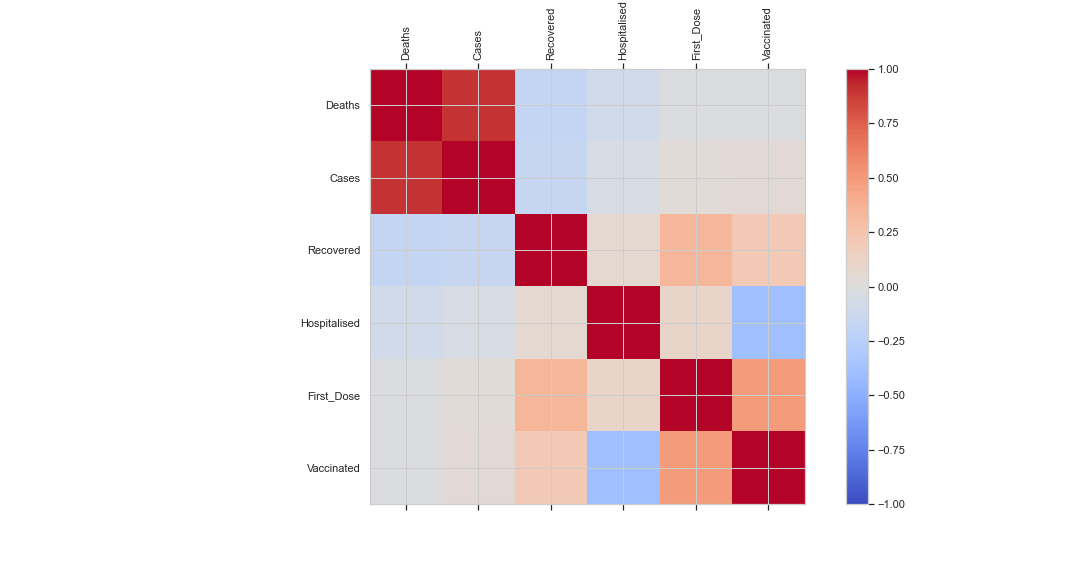 Deaths
Cases
Recovered
Hospitalised
First_Dose
Vaccinated
Deaths
Cases
Recovered
Hospitalised
First_Dose
Vaccinated
1.00
0.75
0.50
0.25
0.00
−0.25
−0.50
−0.75
−1.00